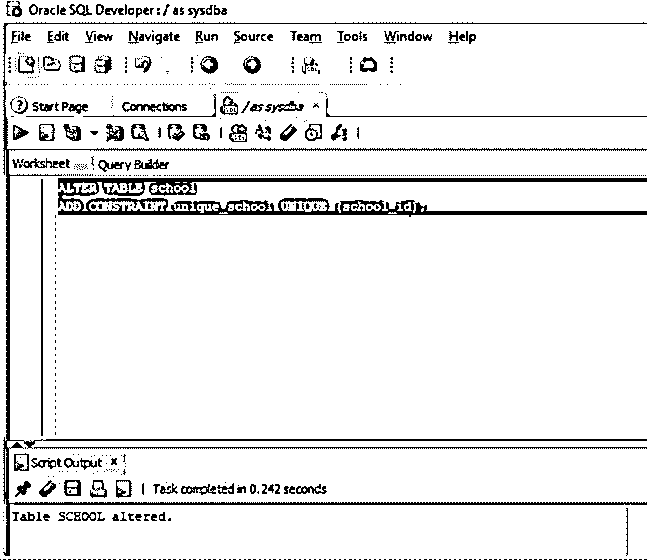 Oracle SQL Developer : / as sysdba
File Edit View Navigate Run Source Team Tools Window Help
Start Page Connections / as sysdba
Worksheet Query Builder
ALTER TABLE school
ADD CONSTRAINT unique_school UNIQUE (school_id);
Script Output
Task completed in 0.242 seconds
Table SCHOOL altered.